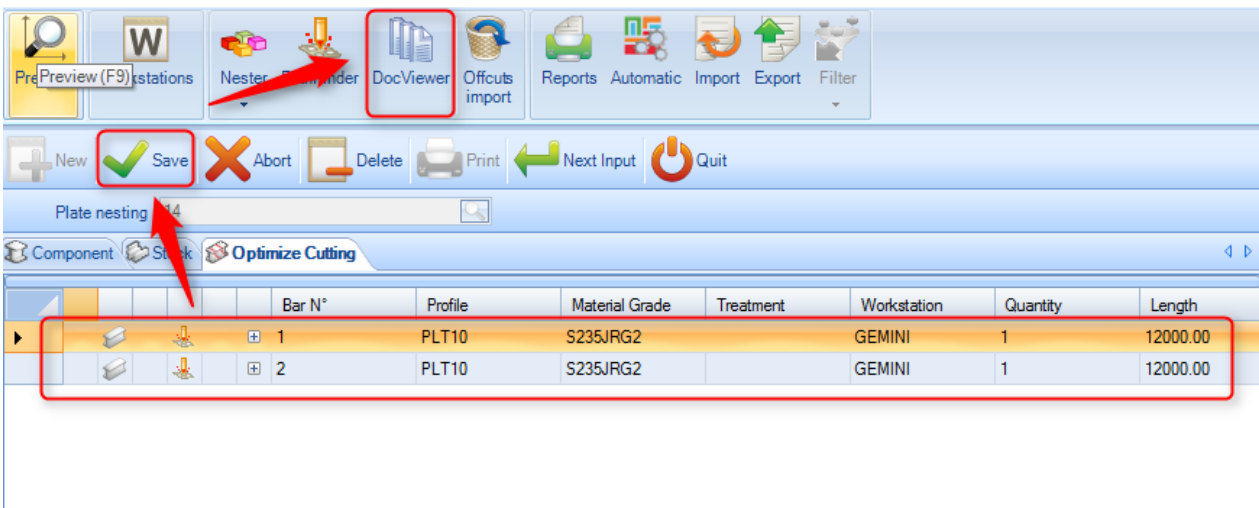 Preview (F9) kstations Nester DocViewer Offcuts Reports Automatic Import Export Filter
import
New Save Abort Delete Print Next Input Quit
Plate nesting 14
Component Stock Optimize Cutting
Bar N° Profile Material Grade Treatment Workstation Quantity Length
1 PLT10 S235JRG2 GEMINI 1 12000.00
2 PLT10 S235JRG2 GEMINI 1 12000.00